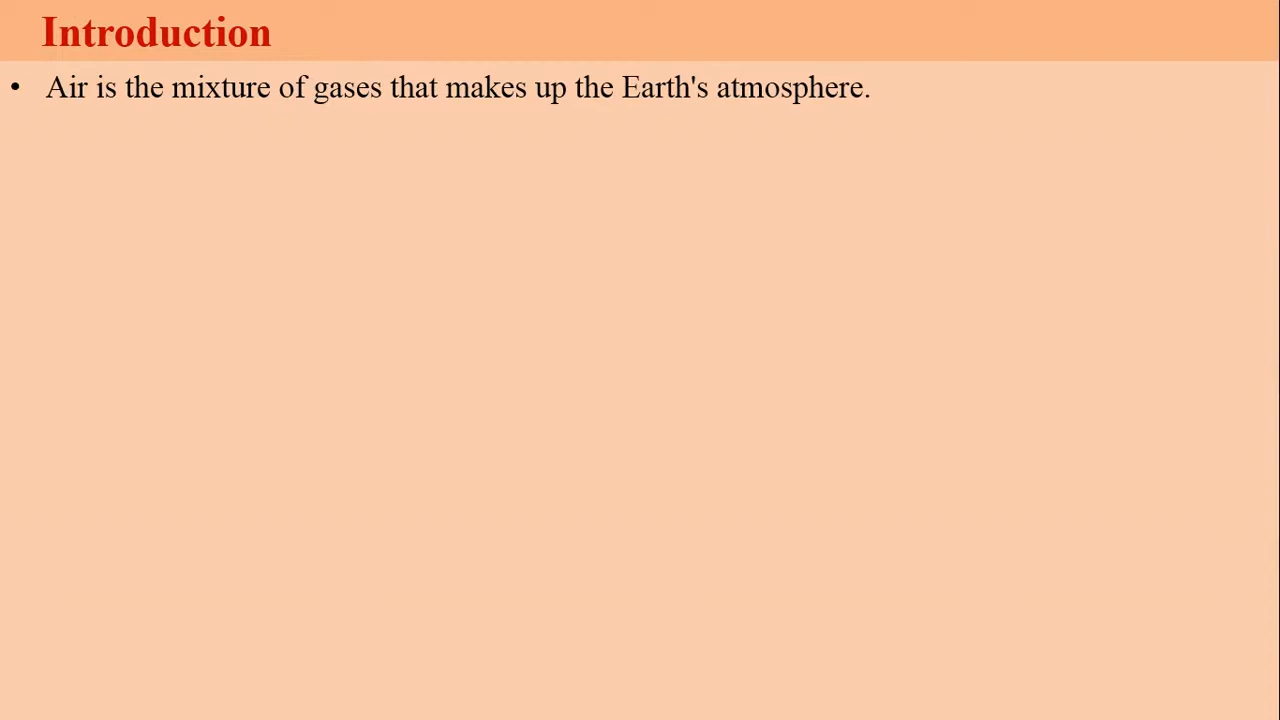 Introduction
• Air is the mixture of gases that makes up the Earth's atmosphere.